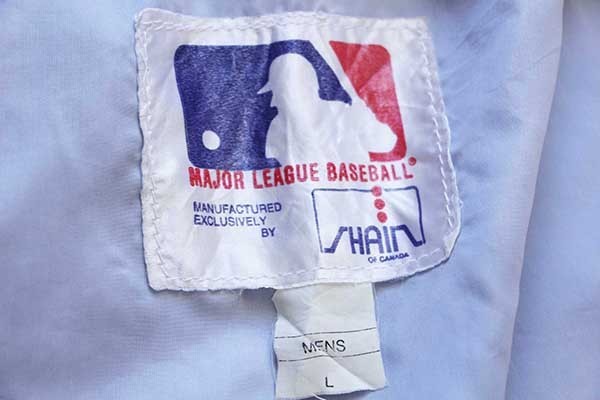 MAJOR LEAGUE BASEBALL®
MANUFACTURED
EXCLUSIVELY
BY
SHAIN
OF CANADA
MENS
L